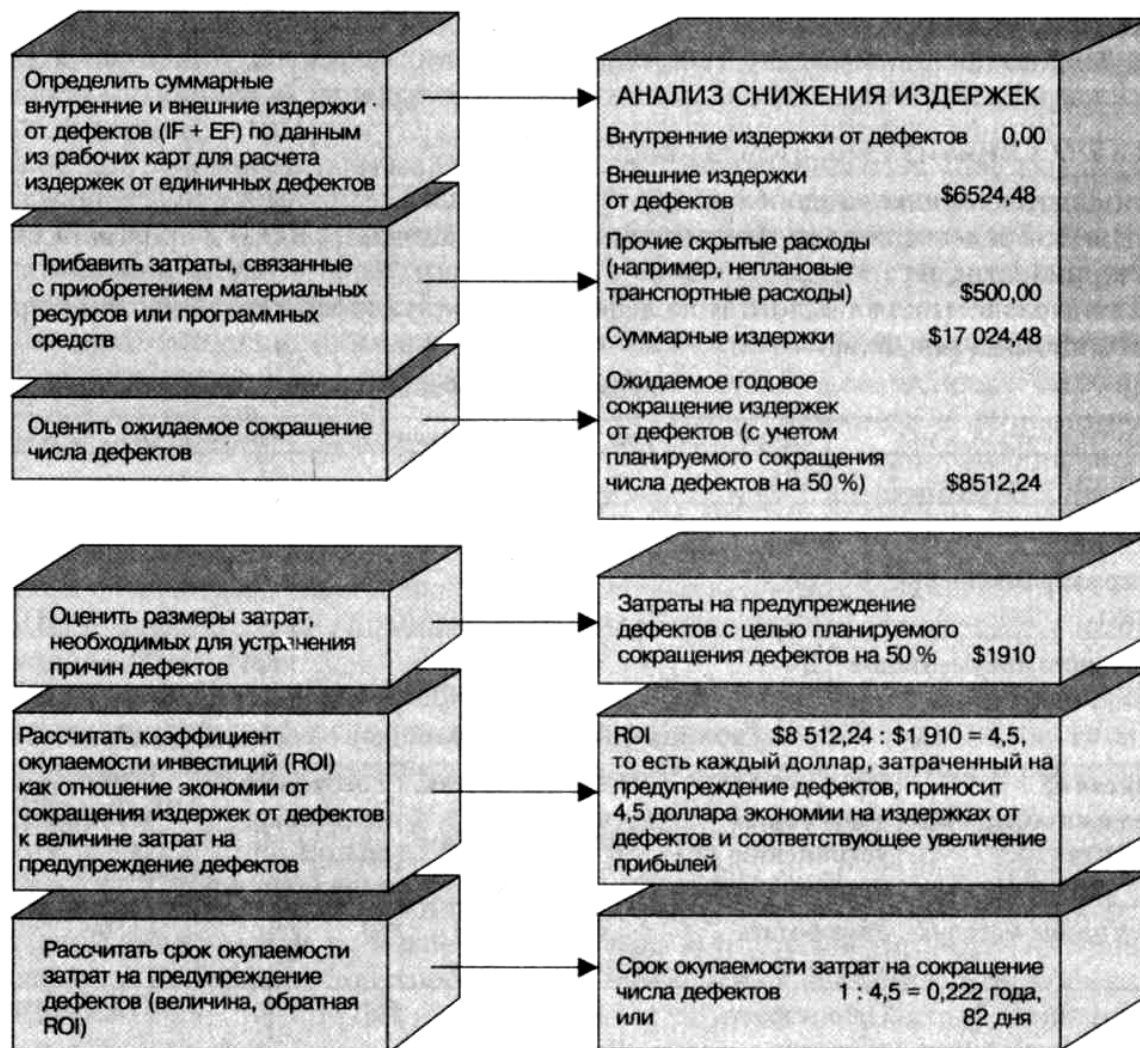 Определить суммарные
внутренние и внешние издержки
от дефектов (IF + EF) по данным
из рабочих карт для расчета
издержек от единичных дефектов
Прибавить затраты, связанные
с приобретением материальных
ресурсов или программных
средств
Оценить ожидаемое сокращение
числа дефектов
АНАЛИЗ СНИЖЕНИЯ ИЗДЕРЖЕК
Внутренние издержки от дефектов 0,00
Внешние издержки
от дефектов $6524,48
Прочие скрытые расходы
(например, неплановые
транспортные расходы) $500,00
Суммарные издержки $17 024,48
Ожидаемое годовое
сокращение издержек
от дефектов (с учетом
планируемого сокращения
числа дефектов на 50 %) $8512,24
Оценить размеры затрат,
необходимых для устранения
причин дефектов
Затраты на предупреждение
дефектов с целью планируемого
сокращения дефектов на 50 % $1910
Рассчитать коэффициент
окупаемости инвестиций (ROI)
как отношение экономии от
сокращения издержек от дефектов
к величине затрат на
предупреждение дефектов
ROI $8 512,24 : $1 910 = 4,5,
то есть каждый доллар, затраченный на
предупреждение дефектов, приносит
4,5 доллара экономии на издержках от
дефектов и соответствующее увеличение
прибылей
Рассчитать срок окупаемости
затрат на предупреждение
дефектов (величина, обратная
ROI)
Срок окупаемости затрат на сокращение
числа дефектов 1 : 4,5 = 0,222 года,
или 82 дня